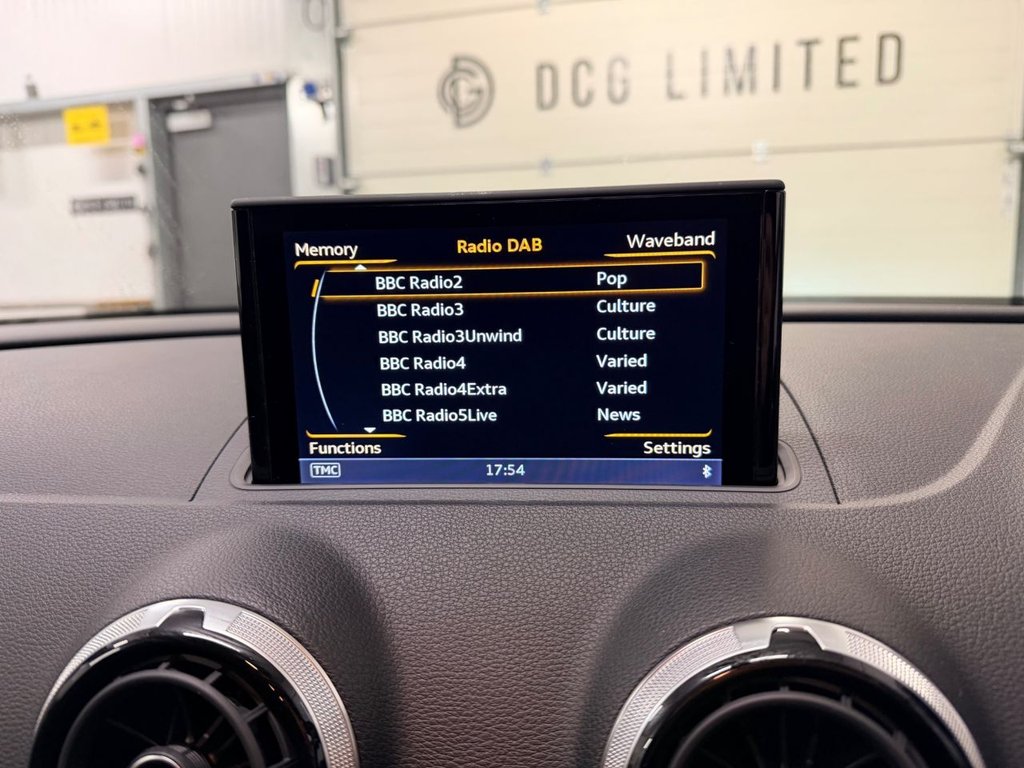 DCG LIMITED
Memory Radio DAB Waveband
BBC Radio2 Pop
BBC Radio3 Culture
BBC Radio3Unwind Culture
BBC Radio4 Varied
BBC Radio4Extra Varied
BBC Radio5Live News
Functions Settings
TMC 17:54